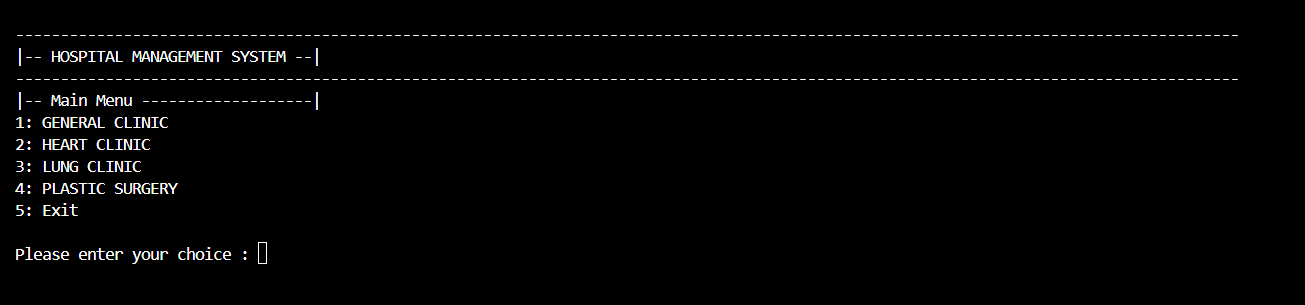 ----------------------------------------------------------------------------------------------------------------------------------------
|-- HOSPITAL MANAGEMENT SYSTEM --|
----------------------------------------------------------------------------------------------------------------------------------------
|-- Main Menu -------------------|
1: GENERAL CLINIC
2: HEART CLINIC
3: LUNG CLINIC
4: PLASTIC SURGERY
5: Exit
Please enter your choice :